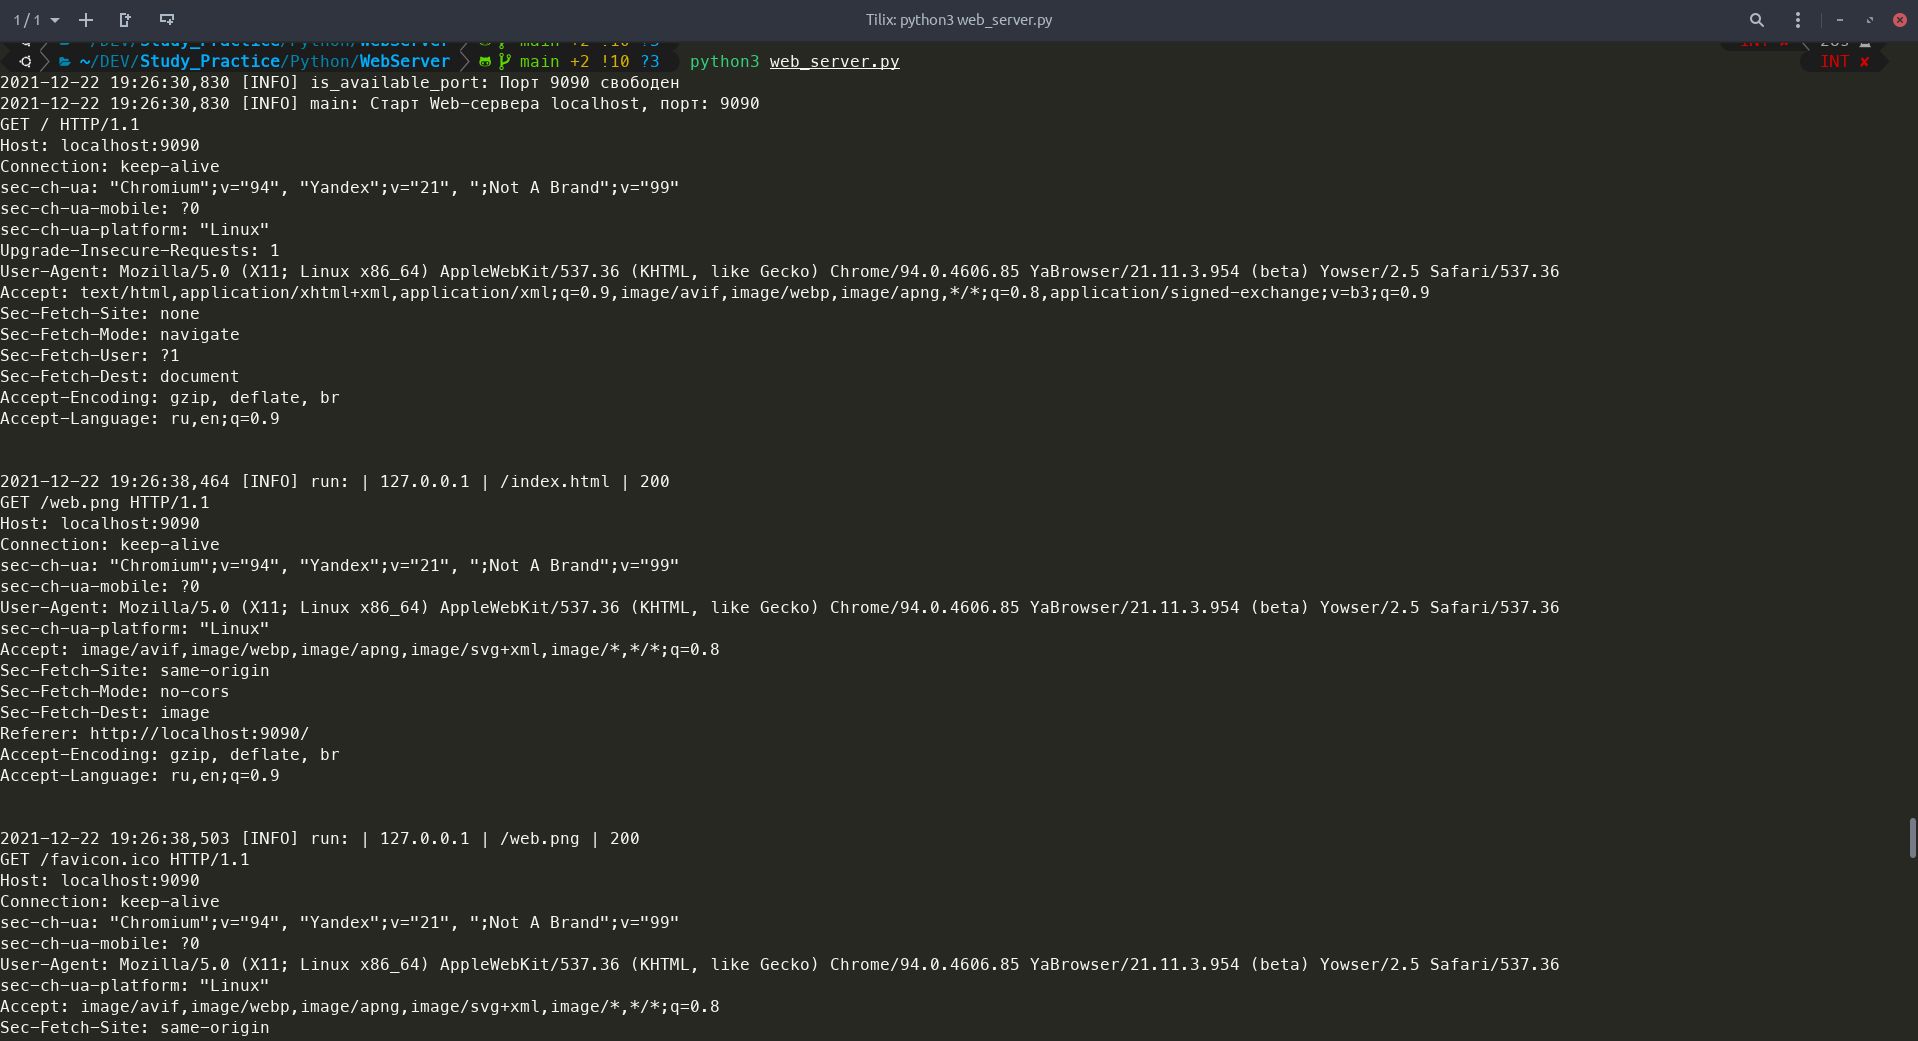 1 / 1
Tilix: python3 web_server.py
~/DEV/Study_Practice/Python/WebServer main +2 !10 ?3 INT ✘ 20s
~/DEV/Study_Practice/Python/WebServer main +2 !10 ?3 python3 web_server.py INT ✘
2021-12-22 19:26:30,830 [INFO] is_available_port: Порт 9090 свободен
2021-12-22 19:26:30,830 [INFO] main: Старт Web-сервера localhost, порт: 9090
GET / HTTP/1.1
Host: localhost:9090
Connection: keep-alive
sec-ch-ua: "Chromium";v="94", "Yandex";v="21", ";Not A Brand";v="99"
sec-ch-ua-mobile: ?0
sec-ch-ua-platform: "Linux"
Upgrade-Insecure-Requests: 1
User-Agent: Mozilla/5.0 (X11; Linux x86_64) AppleWebKit/537.36 (KHTML, like Gecko) Chrome/94.0.4606.85 YaBrowser/21.11.3.954 (beta) Yowser/2.5 Safari/537.36
Accept: text/html,application/xhtml+xml,application/xml;q=0.9,image/avif,image/webp,image/apng,*/*;q=0.8,application/signed-exchange;v=b3;q=0.9
Sec-Fetch-Site: none
Sec-Fetch-Mode: navigate
Sec-Fetch-User: ?1
Sec-Fetch-Dest: document
Accept-Encoding: gzip, deflate, br
Accept-Language: ru,en;q=0.9
2021-12-22 19:26:38,464 [INFO] run: | 127.0.0.1 | /index.html | 200
GET /web.png HTTP/1.1
Host: localhost:9090
Connection: keep-alive
sec-ch-ua: "Chromium";v="94", "Yandex";v="21", ";Not A Brand";v="99"
sec-ch-ua-mobile: ?0
User-Agent: Mozilla/5.0 (X11; Linux x86_64) AppleWebKit/537.36 (KHTML, like Gecko) Chrome/94.0.4606.85 YaBrowser/21.11.3.954 (beta) Yowser/2.5 Safari/537.36
sec-ch-ua-platform: "Linux"
Accept: image/avif,image/webp,image/apng,image/svg+xml,image/*,*/*;q=0.8
Sec-Fetch-Site: same-origin
Sec-Fetch-Mode: no-cors
Sec-Fetch-Dest: image
Referer: http://localhost:9090/
Accept-Encoding: gzip, deflate, br
Accept-Language: ru,en;q=0.9
2021-12-22 19:26:38,503 [INFO] run: | 127.0.0.1 | /web.png | 200
GET /favicon.ico HTTP/1.1
Host: localhost:9090
Connection: keep-alive
sec-ch-ua: "Chromium";v="94", "Yandex";v="21", ";Not A Brand";v="99"
sec-ch-ua-mobile: ?0
User-Agent: Mozilla/5.0 (X11; Linux x86_64) AppleWebKit/537.36 (KHTML, like Gecko) Chrome/94.0.4606.85 YaBrowser/21.11.3.954 (beta) Yowser/2.5 Safari/537.36
sec-ch-ua-platform: "Linux"
Accept: image/avif,image/webp,image/apng,image/svg+xml,image/*,*/*;q=0.8
Sec-Fetch-Site: same-origin